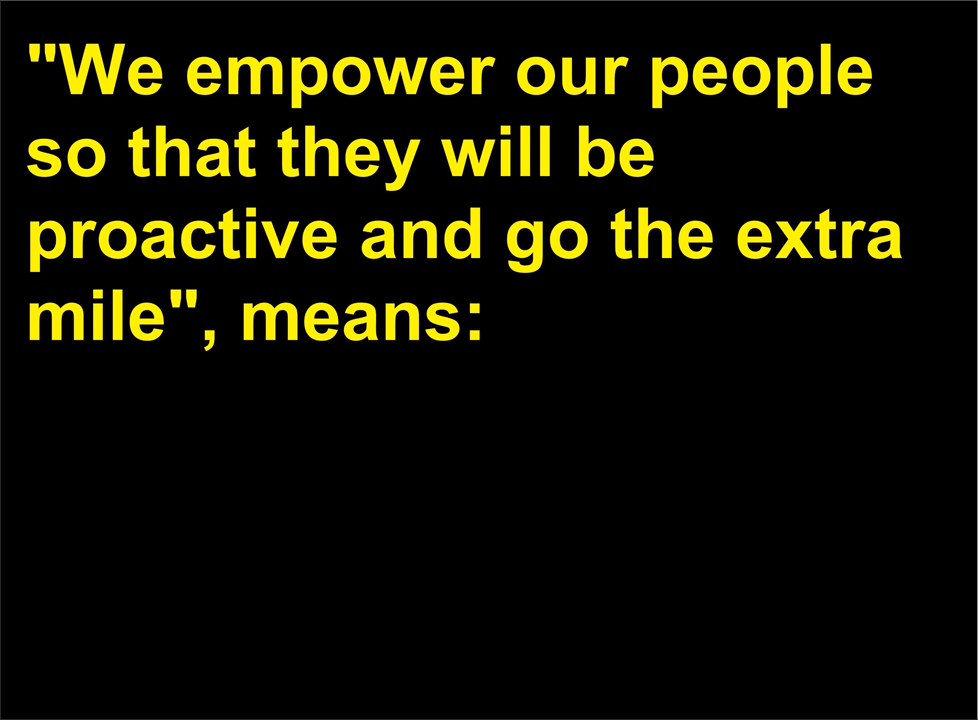 "We empower our people
so that they will be
proactive and go the extra
mile", means: